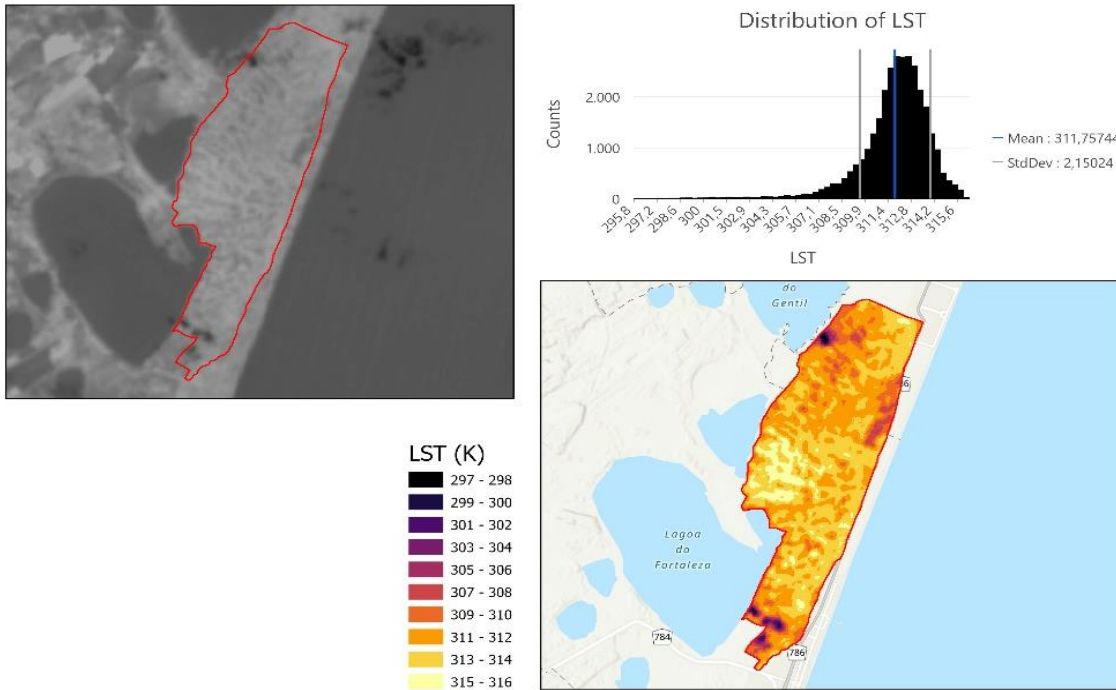 Distribution of LST
Counts
2.000
1.000
0
295,8
297,2
298,6
300
301,5
302,9
304,3
305,7
307,1
308,5
309,9
311,4
312,8
314,2
315,6
LST
Mean : 311,75744
StdDev : 2,15024
LST (K)
297 - 298
299 - 300
301 - 302
303 - 304
305 - 306
307 - 308
309 - 310
311 - 312
313 - 314
315 - 316
do
Gentil
Lagoa
da
Fortaleza
784
786